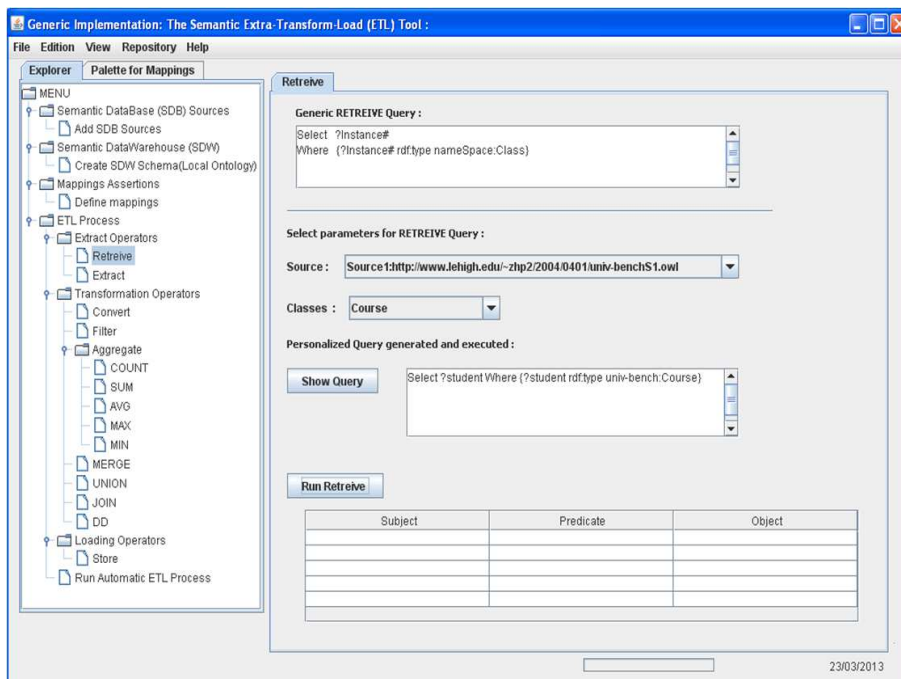 Generic Implementation: The Semantic Extra-Transform-Load (ETL) Tool :
File Edition View Repository Help
Explorer Palette for Mappings
MENU
Semantic DataBase (SDB) Sources
Add SDB Sources
Semantic DataWarehouse (SDW)
Create SDW Schema(Local Ontology)
Mappings Assertions
Define mappings
ETL Process
Extract Operators
Retreive
Extract
Transformation Operators
Convert
Filter
Aggregate
COUNT
SUM
AVG
MAX
MIN
MERGE
UNION
JOIN
DD
Loading Operators
Store
Run Automatic ETL Process
Retreive
Generic RETREIVE Query :
Select ?Instance#
Where {?Instance# rdf:type nameSpace:Class}
Select parameters for RETREIVE Query :
Source : Source1:http://www.lehigh.edu/~zhp2/2004/0401/univ-benchS1.owl
Classes : Course
Personalized Query generated and executed :
Show Query
Select ?student Where {?student rdf:type univ-bench:Course}
Run Retreive
Subject Predicate Object
23/03/2013